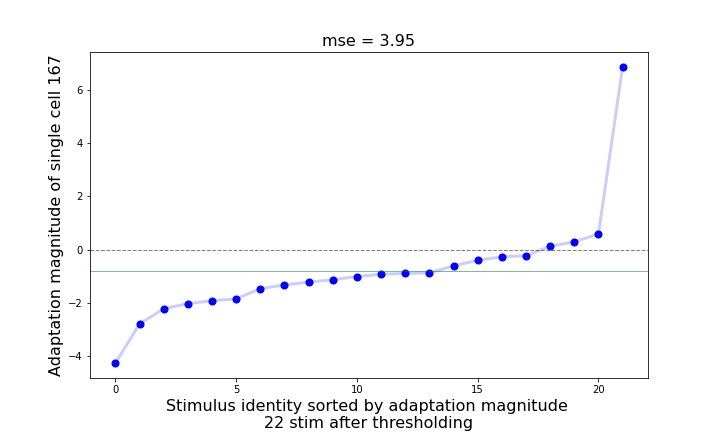 mse = 3.95
Adaptation magnitude of single cell 167
6
4
2
0
−2
−4
0 5 10 15 20
Stimulus identity sorted by adaptation magnitude
22 stim after thresholding